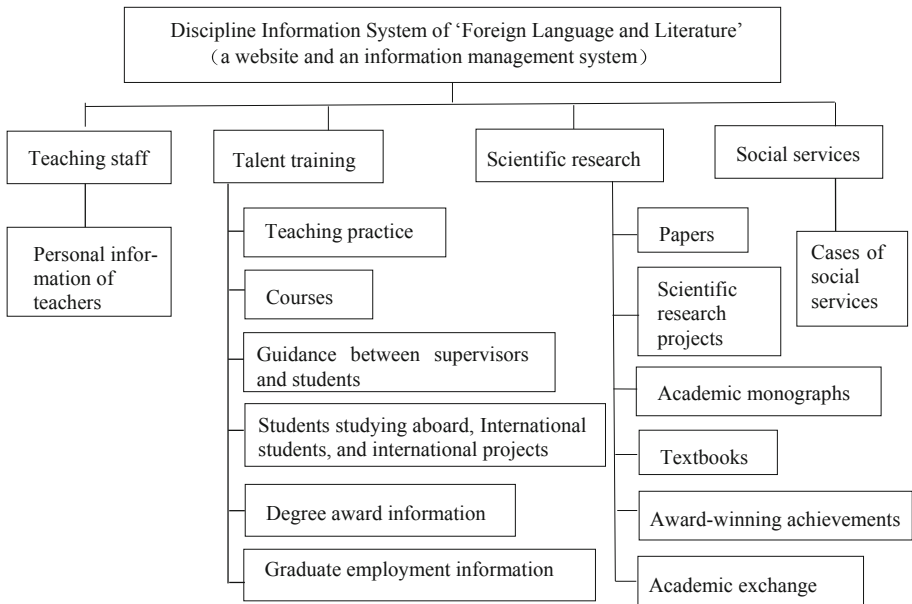 Discipline Information System of ‘Foreign Language and Literature’
（a website and an information management system）
Teaching staff
Talent training
Scientific research
Social services
Personal infor-
mation of
teachers
Teaching practice
Courses
Guidance between supervisors
and students
Students studying aboard, International
students, and international projects
Degree award information
Graduate employment information
Papers
Scientific
research
projects
Academic monographs
Textbooks
Award-winning achievements
Academic exchange
Cases of
social
services